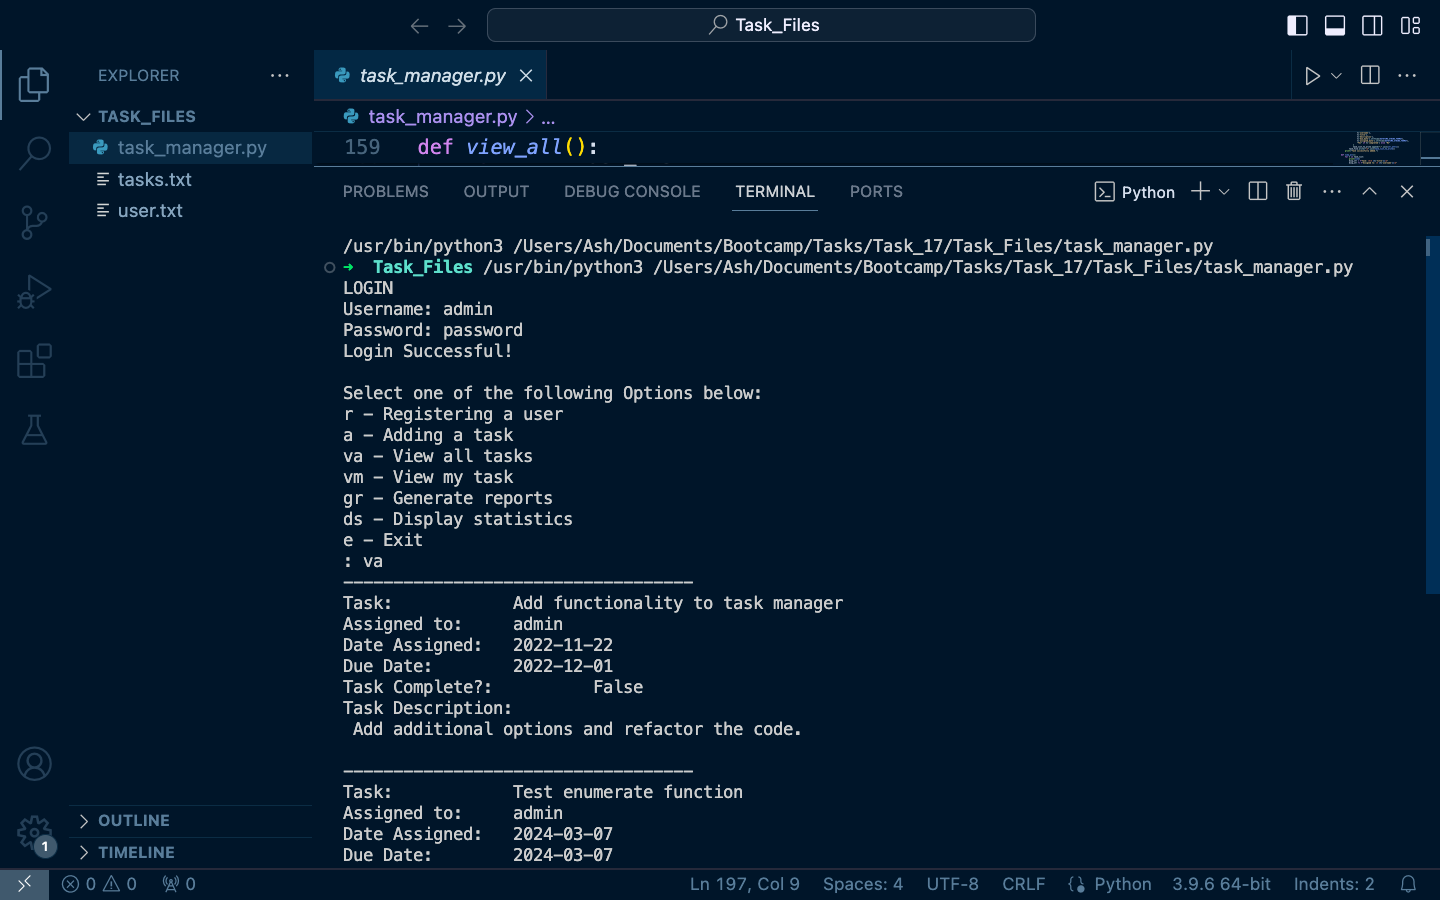 Task_Files
EXPLORER
TASK_FILES
task_manager.py
tasks.txt
user.txt
OUTLINE
TIMELINE
1
task_manager.py
task_manager.py > ...
159 def view_all():
PROBLEMS OUTPUT DEBUG CONSOLE TERMINAL PORTS
Python
/usr/bin/python3 /Users/Ash/Documents/Bootcamp/Tasks/Task_17/Task_Files/task_manager.py
➜ Task_Files /usr/bin/python3 /Users/Ash/Documents/Bootcamp/Tasks/Task_17/Task_Files/task_manager.py
LOGIN
Username: admin
Password: password
Login Successful!
Select one of the following Options below:
r - Registering a user
a - Adding a task
va - View all tasks
vm - View my task
gr - Generate reports
ds - Display statistics
e - Exit
: va
-----------------------------------
Task: Add functionality to task manager
Assigned to: admin
Date Assigned: 2022-11-22
Due Date: 2022-12-01
Task Complete?: False
Task Description:
Add additional options and refactor the code.
-----------------------------------
Task: Test enumerate function
Assigned to: admin
Date Assigned: 2024-03-07
Due Date: 2024-03-07
0 0 0 Ln 197, Col 9 Spaces: 4 UTF-8 CRLF Python 3.9.6 64-bit Indents: 2